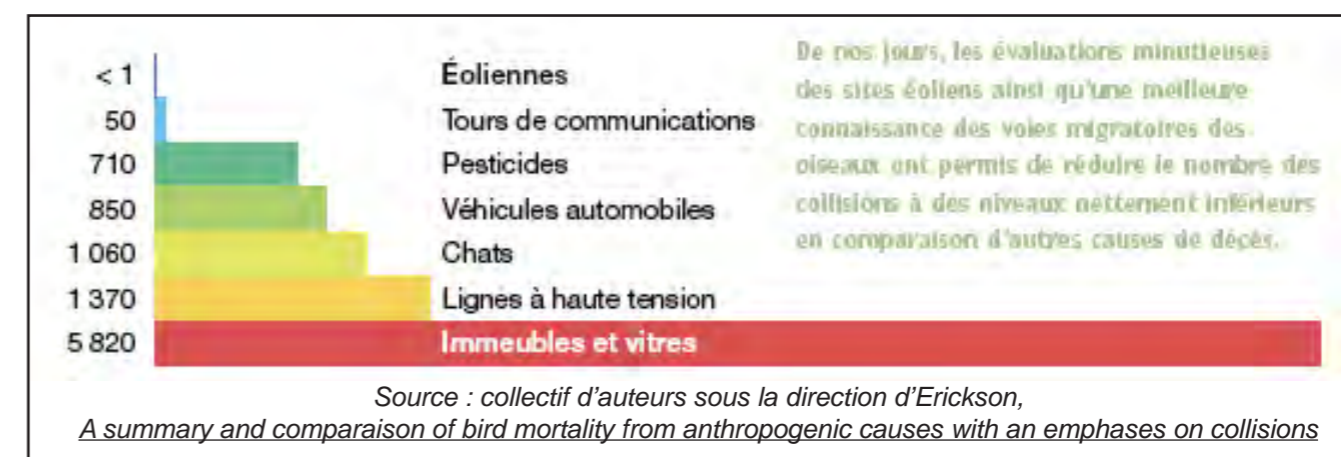 < 1 Éoliennes
50 Tours de communications
710 Pesticides
850 Véhicules automobiles
1 060 Chats
1 370 Lignes à haute tension
5 820 Immeubles et vitres
De nos jours, les évaluations minutieuses
des sites éoliens ainsi qu'une meilleure
connaissance des voies migratoires des
oiseaux ont permis de réduire le nombre des
collisions à des niveaux nettement inférieurs
en comparaison d'autres causes de décès.
Source : collectif d'auteurs sous la direction d'Erickson,
A summary and comparaison of bird mortality from anthropogenic causes with an emphases on collisions